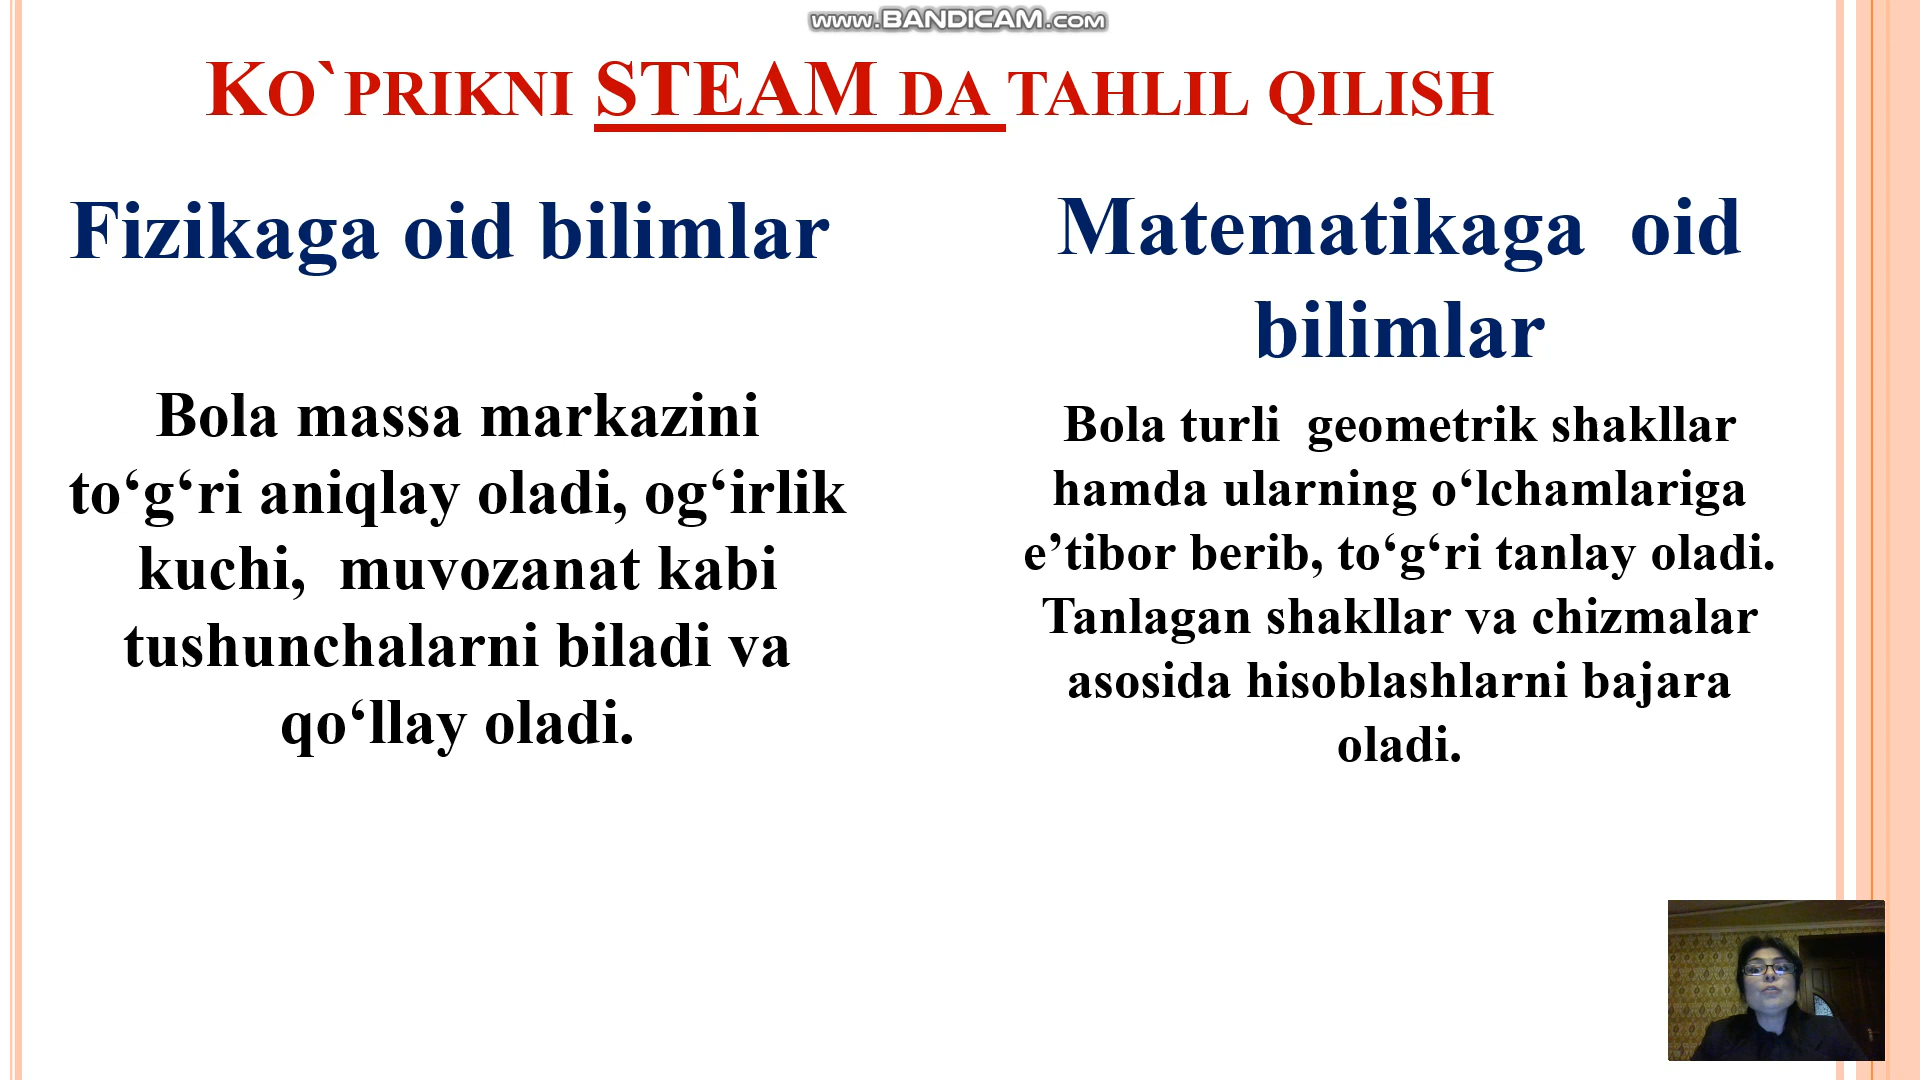 www.BANDICAM.com
Ko`prikni STEAM da tahlil qilish
Fizikaga oid bilimlar
Bola massa markazini
to‘g‘ri aniqlay oladi, og‘irlik
kuchi, muvozanat kabi
tushunchalarni biladi va
qo‘llay oladi.
Matematikaga oid
bilimlar
Bola turli geometrik shakllar
hamda ularning o‘lchamlariga
e’tibor berib, to‘g‘ri tanlay oladi.
Tanlagan shakllar va chizmalar
asosida hisoblashlarni bajara
oladi.